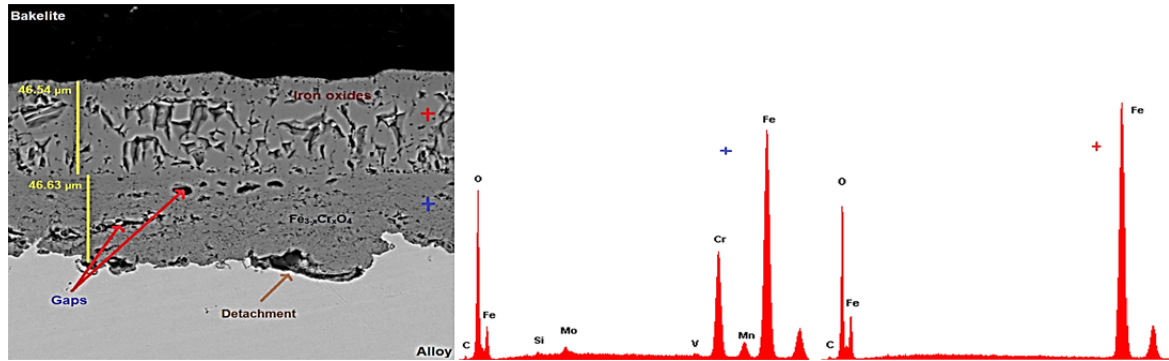 Bakelite
46.54 µm
Iron oxides
+
46.63 µm
+
Fe₃₋ₓCrₓO₄
Gaps
Detachment
Alloy
O
Fe
C
Si
Mo
V
Cr
Mn
+
Fe
O
Fe
C
+
Fe